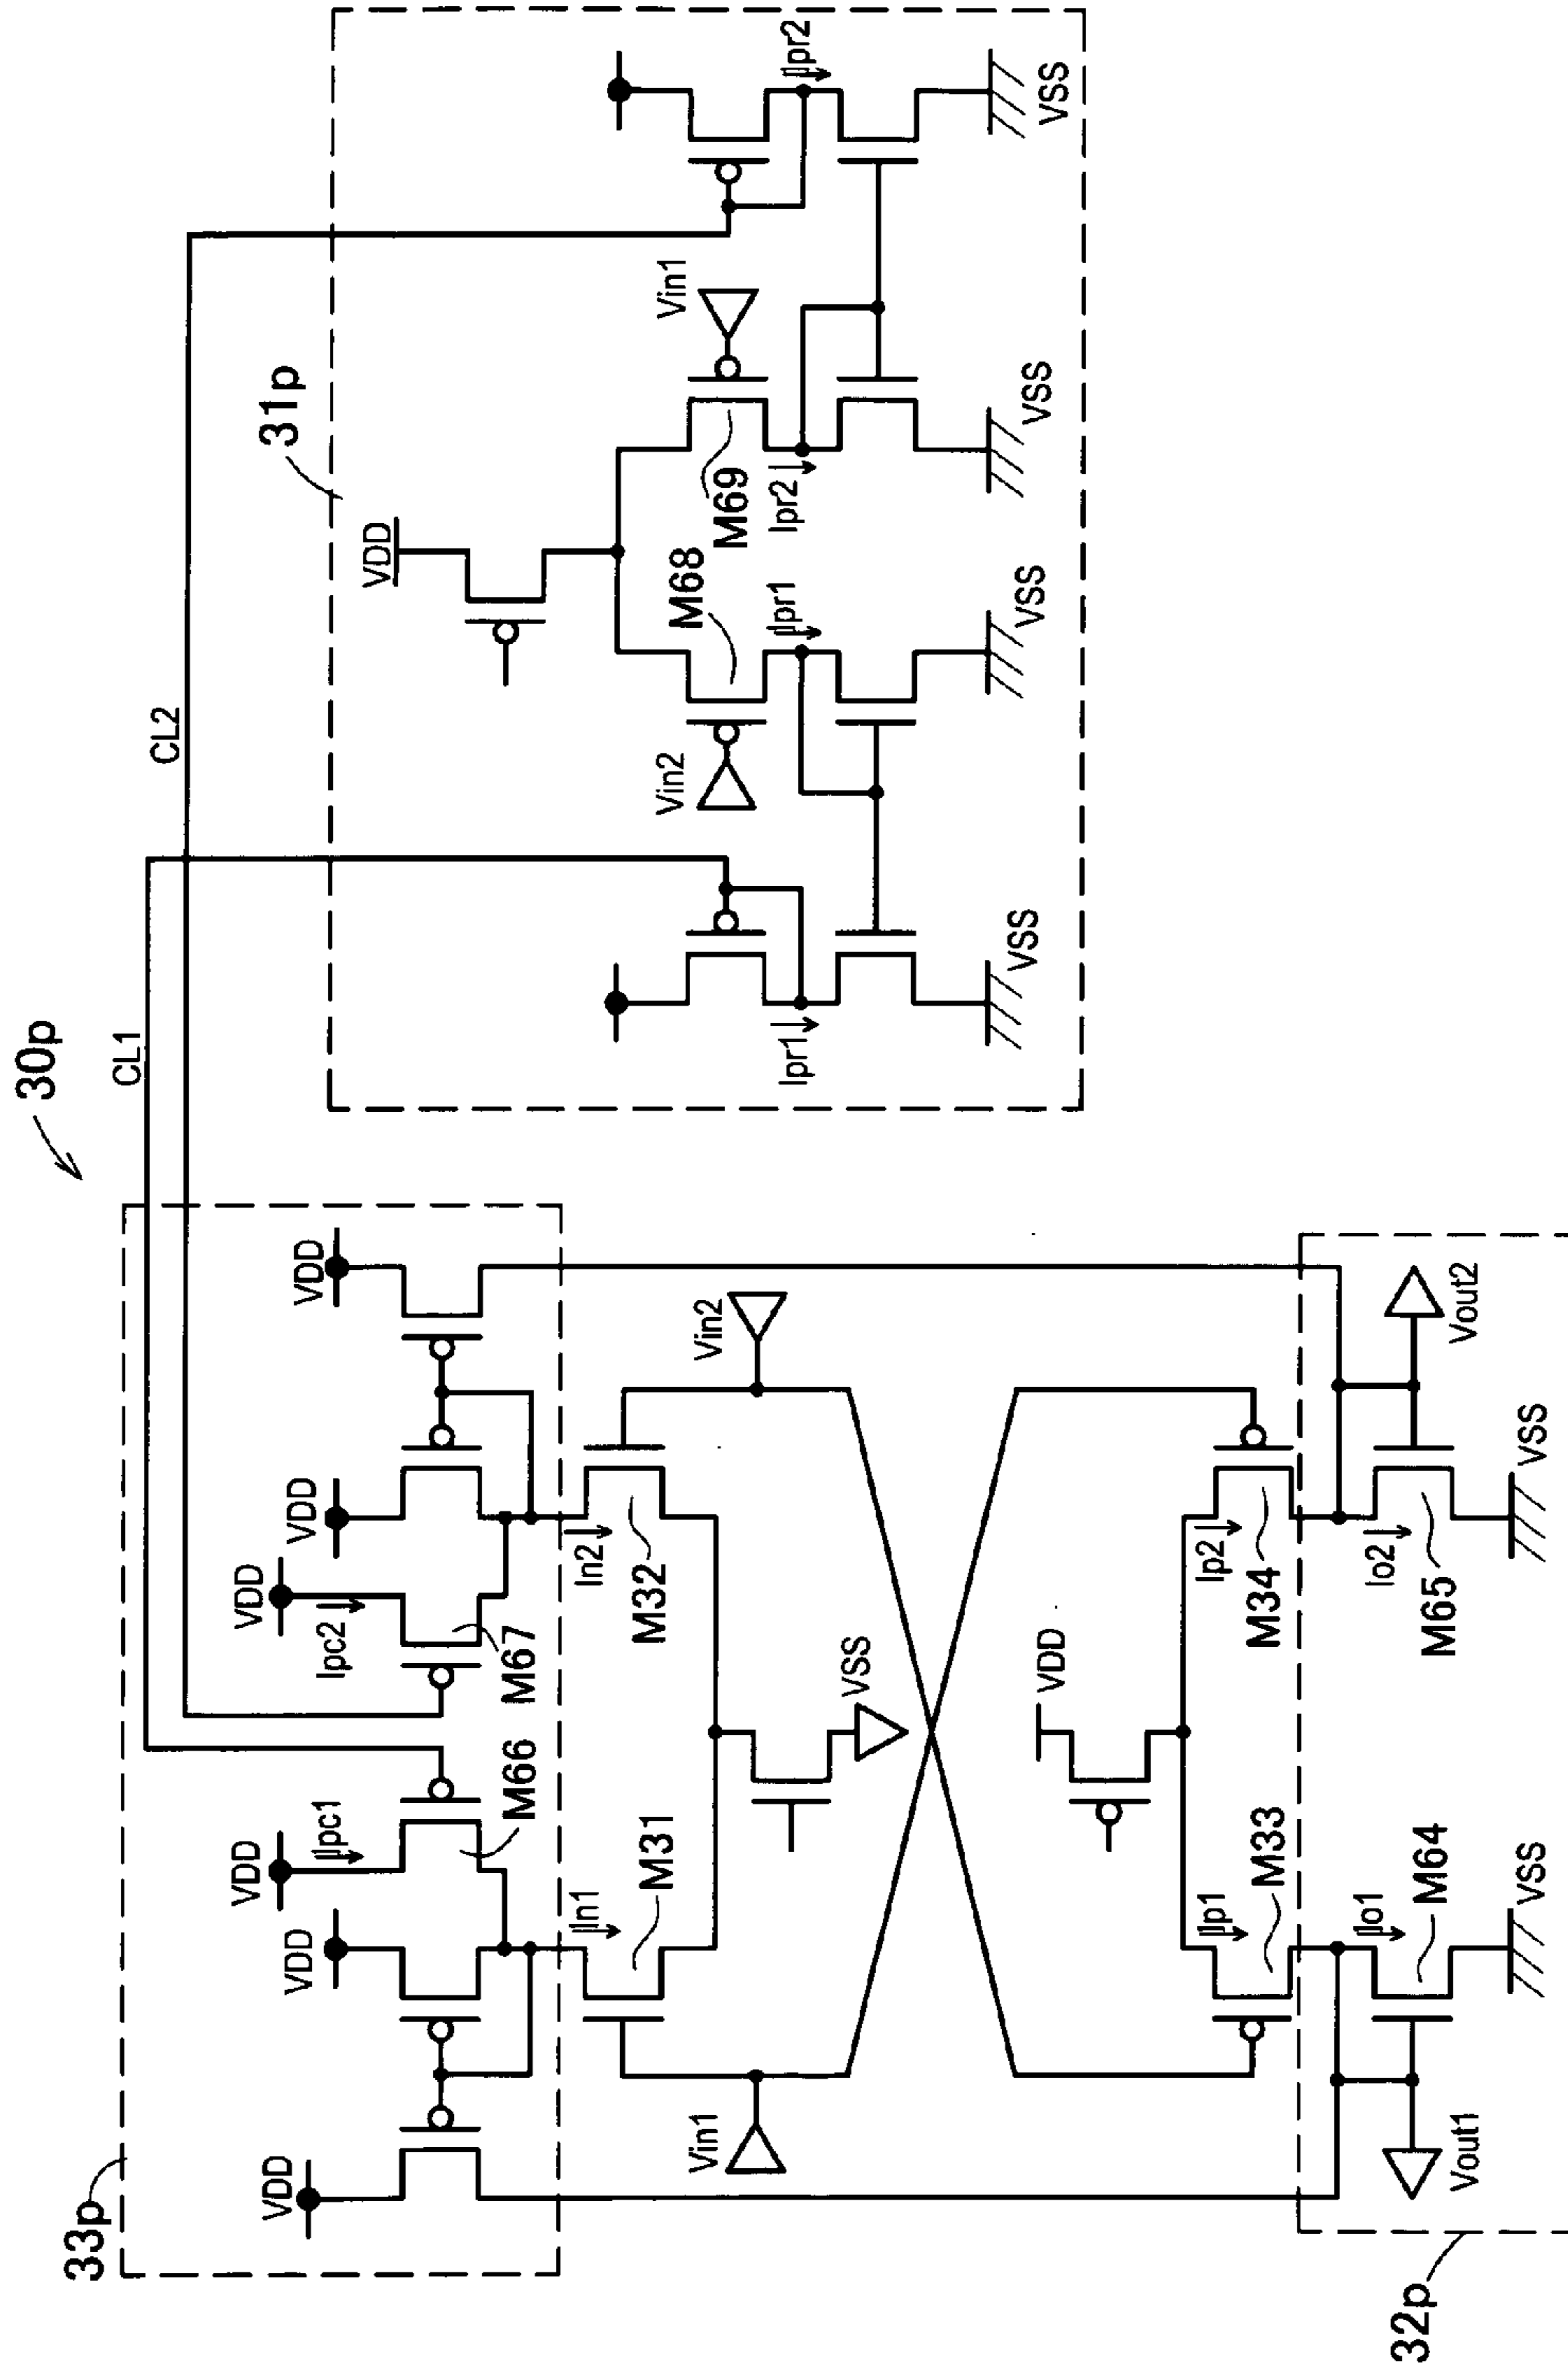 30p
CL1
CL2
33p
VDD
VDD
VDD
Ipc1
M66
VDD
Ipc2
M67
VDD
VDD
In1
M31
In2
M32
Vin1
Vin2
VSS
VDD
Ip1
M33
Ip2
M34
Io1
M64
Io2
M65
Vout1
VSS
VSS
Vout2
32p
31p
VDD
Vin2
M68
M69
Vin1
Ipr1
Ipr1
Ipr2
Ipr2
VSS
VSS
VSS
VSS